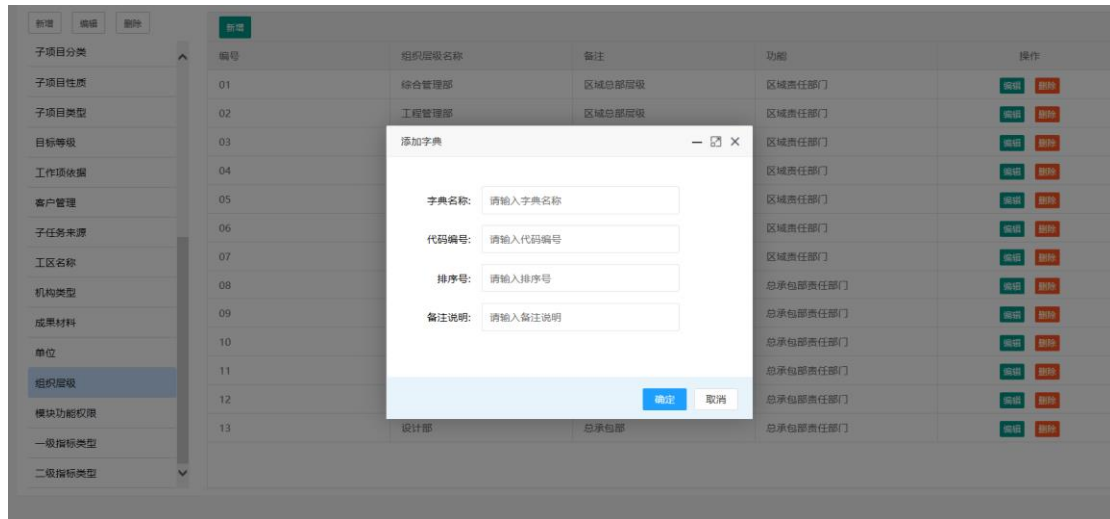 新增 编辑 删除
新增
子项目分类
子项目性质
子项目类型
目标等级
工作项依据
客户管理
子任务来源
工区名称
机构类型
成果材料
单位
组织层级
模块功能权限
一级指标类型
二级指标类型
编号 组织层级名称 备注 功能 操作
01 综合管理部 区域总部层级 区域责任部门 编辑 删除
02 工程管理部 区域总部层级 区域责任部门 编辑 删除
03 区域责任部门 编辑 删除
04 区域责任部门 编辑 删除
05 区域责任部门 编辑 删除
06 区域责任部门 编辑 删除
07 区域责任部门 编辑 删除
08 总承包部责任部门 编辑 删除
09 总承包部责任部门 编辑 删除
10 总承包部责任部门 编辑 删除
11 总承包部责任部门 编辑 删除
12 总承包部责任部门 编辑 删除
13 设计部 总承包部 总承包部责任部门 编辑 删除
添加字典
字典名称: 请输入字典名称
代码编号: 请输入代码编号
排序号: 请输入排序号
备注说明: 请输入备注说明
确定 取消